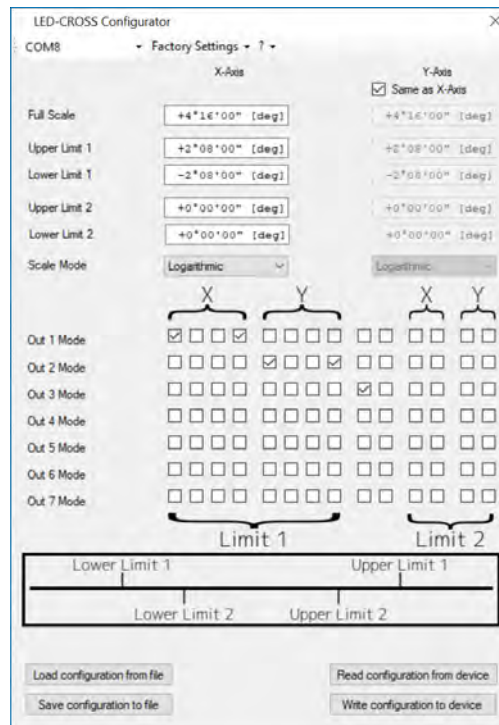 LED-CROSS Configurator
COM8 Factory Settings ?
X-Axis Y-Axis
Same as X-Axis
Full Scale +4°16'00" [deg] +4°16'00" [deg]
Upper Limit 1 +2°08'00" [deg] +2°08'00" [deg]
Lower Limit 1 -2°08'00" [deg] -2°08'00" [deg]
Upper Limit 2 +0°00'00" [deg] +0°00'00" [deg]
Lower Limit 2 +0°00'00" [deg] +0°00'00" [deg]
Scale Mode Logarithmic Logarithmic
X Y X Y
Out 1 Mode
Out 2 Mode
Out 3 Mode
Out 4 Mode
Out 5 Mode
Out 6 Mode
Out 7 Mode
Limit 1 Limit 2
Lower Limit 1 Upper Limit 1
Lower Limit 2 Upper Limit 2
Load configuration from file Read configuration from device
Save configuration to file Write configuration to device